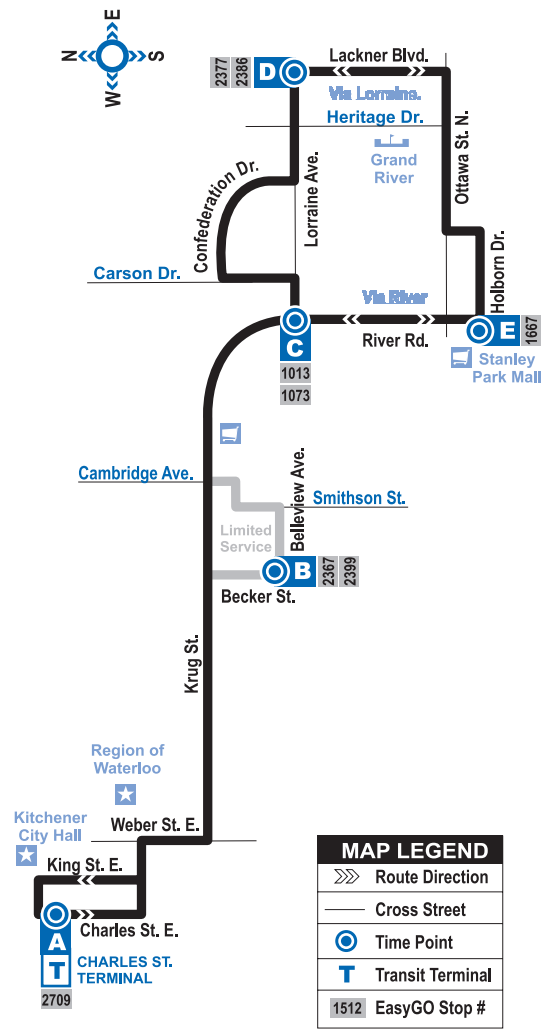 E
N
S
W
2377
2386
D
Lackner Blvd.
Via Lorraine.
Heritage Dr.
Grand
River
Ottawa St. N.
Lorraine Ave.
Confederation Dr.
Carson Dr.
Holborn Dr.
Via River
River Rd.
E
1667
Stanley
Park Mall
C
1013
1073
Cambridge Ave.
Smithson St.
Belleview Ave.
Limited
Service
B
2367
2399
Becker St.
Krug St.
Region of
Waterloo
Kitchener
City Hall
Weber St. E.
King St. E.
Charles St. E.
A
T
CHARLES ST.
TERMINAL
2709
MAP LEGEND
Route Direction
Cross Street
Time Point
T Transit Terminal
1512 EasyGO Stop #